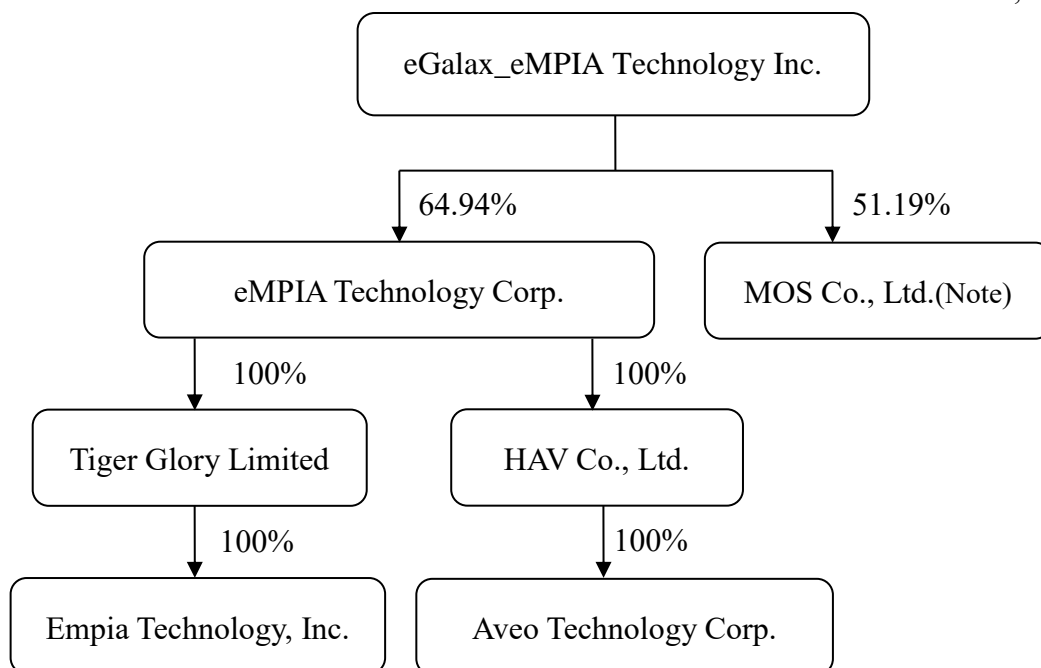 eGalax_eMPIA Technology Inc.
64.94%
51.19%
eMPIA Technology Corp.
MOS Co., Ltd.(Note)
100%
100%
Tiger Glory Limited
HAV Co., Ltd.
100%
100%
Empia Technology, Inc.
Aveo Technology Corp.